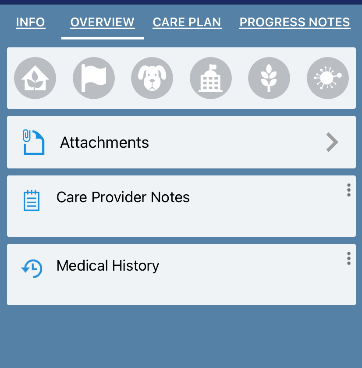 INFO OVERVIEW CARE PLAN PROGRESS NOTES
Attachments
Care Provider Notes
Medical History